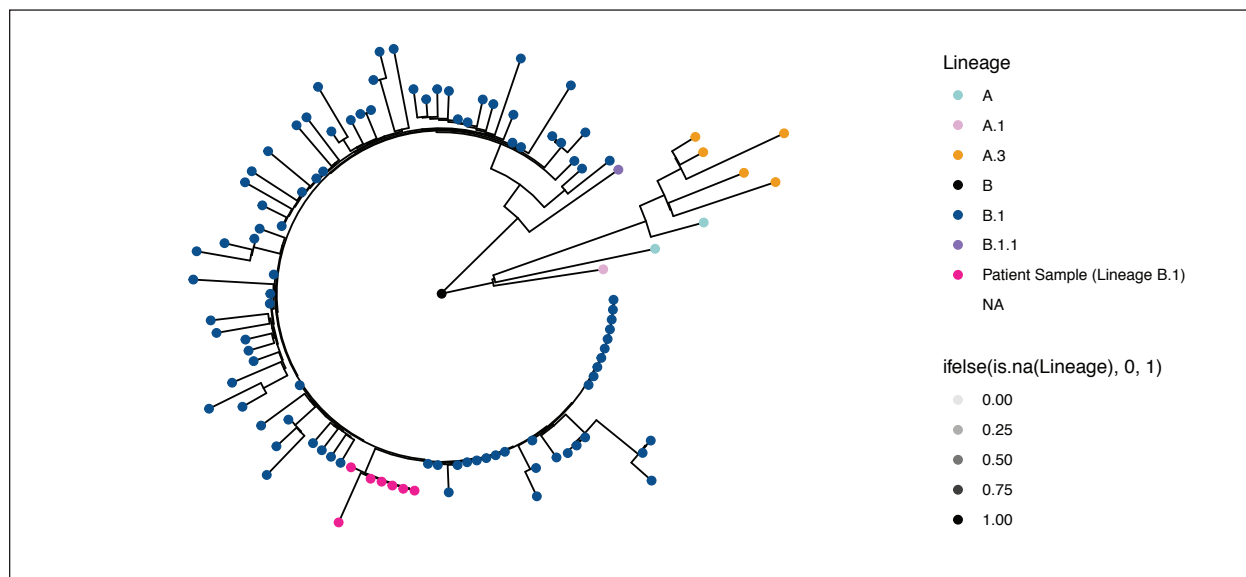 Lineage
A
A.1
A.3
B
B.1
B.1.1
Patient Sample (Lineage B.1)
NA
ifelse(is.na(Lineage), 0, 1)
0.00
0.25
0.50
0.75
1.00